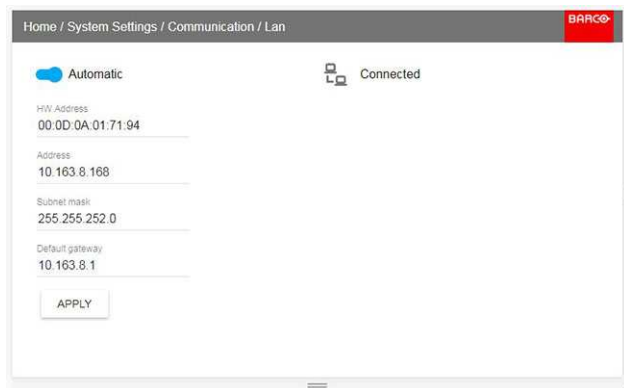 Home / System Settings / Communication / Lan
BARCO
Automatic
Connected
HW Address
00:0D:0A:01:71:94
Address
10.163.8.168
Subnet mask
255.255.252.0
Default gateway
10.163.8.1
APPLY